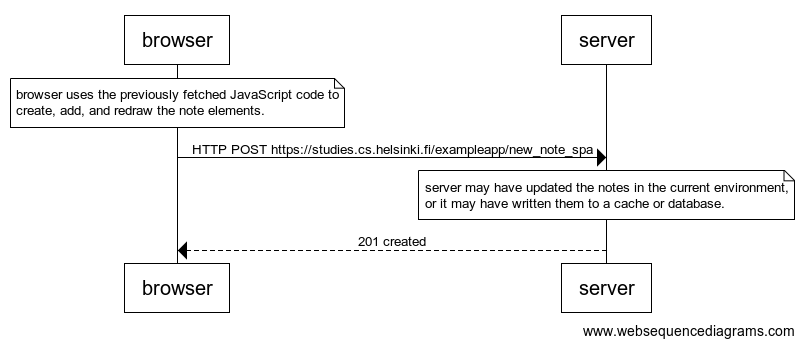 browser
server
browser uses the previously fetched JavaScript code to
create, add, and redraw the note elements.
HTTP POST https://studies.cs.helsinki.fi/exampleapp/new_note_spa
server may have updated the notes in the current environment,
or it may have written them to a cache or database.
201 created
browser
server
www.websequencediagrams.com